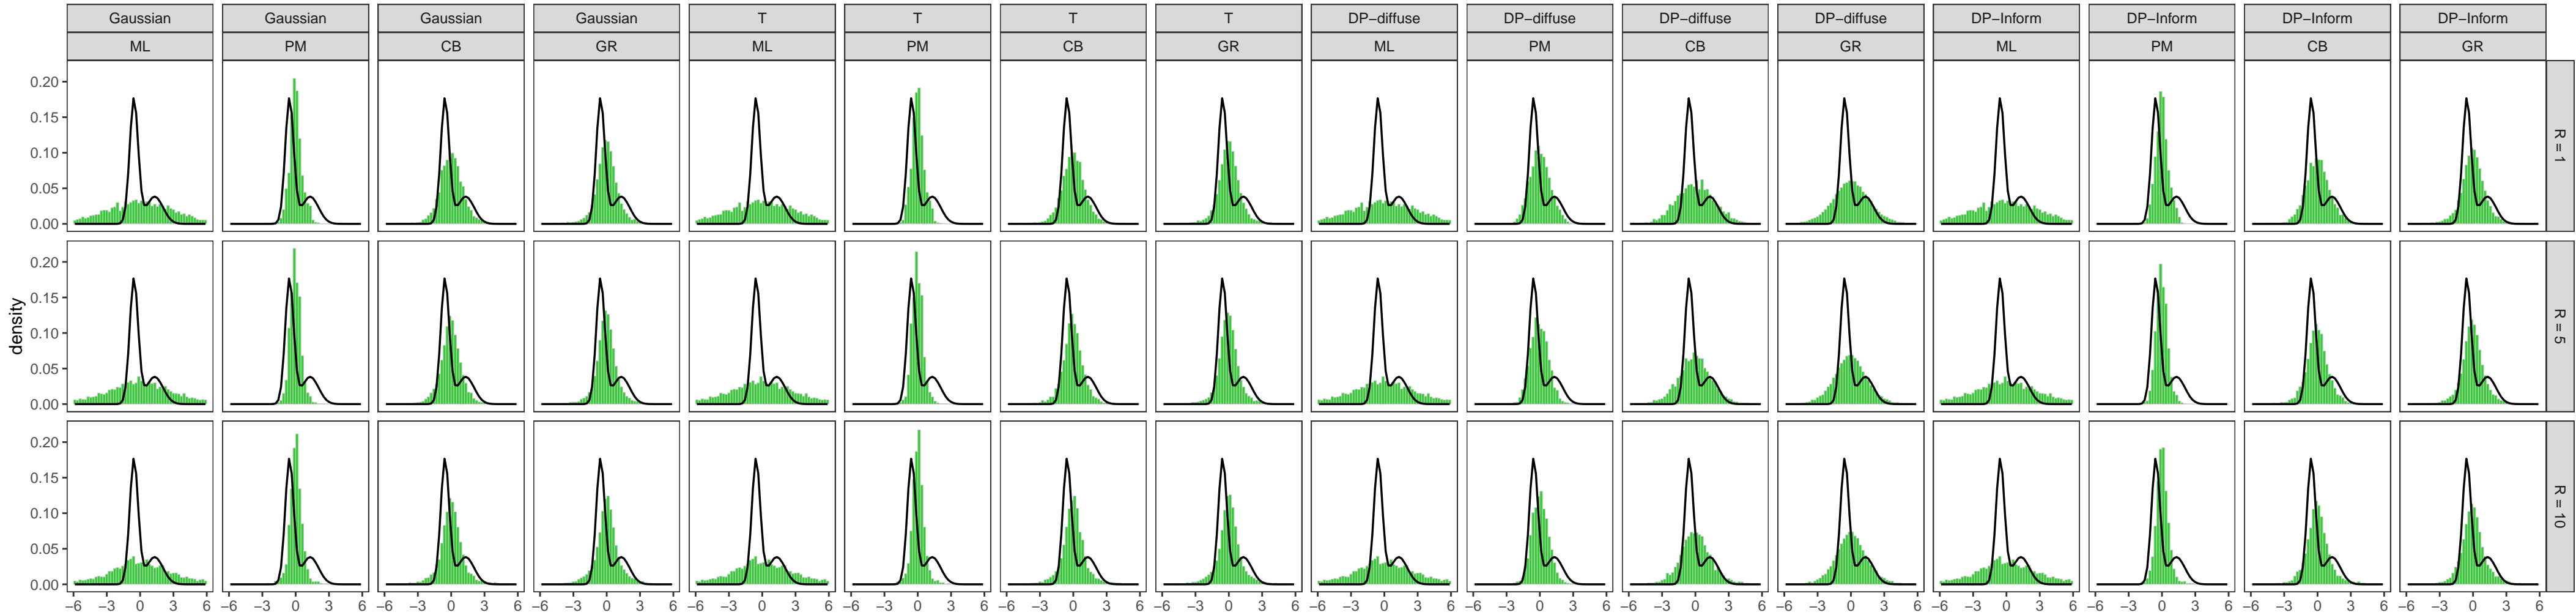 Gaussian Gaussian Gaussian Gaussian T T T T DP−diffuse DP−diffuse DP−diffuse DP−diffuse DP−Inform DP−Inform DP−Inform DP−Inform
ML PM CB GR ML PM CB GR ML PM CB GR ML PM CB GR
0.20
0.15
0.10
0.05
0.00
R = 1
density
0.20
0.15
0.10
0.05
0.00
R = 5
0.20
0.15
0.10
0.05
0.00
R = 10
−6 −3 0 3 6 −6 −3 0 3 6 −6 −3 0 3 6 −6 −3 0 3 6 −6 −3 0 3 6 −6 −3 0 3 6 −6 −3 0 3 6 −6 −3 0 3 6 −6 −3 0 3 6 −6 −3 0 3 6 −6 −3 0 3 6 −6 −3 0 3 6 −6 −3 0 3 6 −6 −3 0 3 6 −6 −3 0 3 6 −6 −3 0 3 6